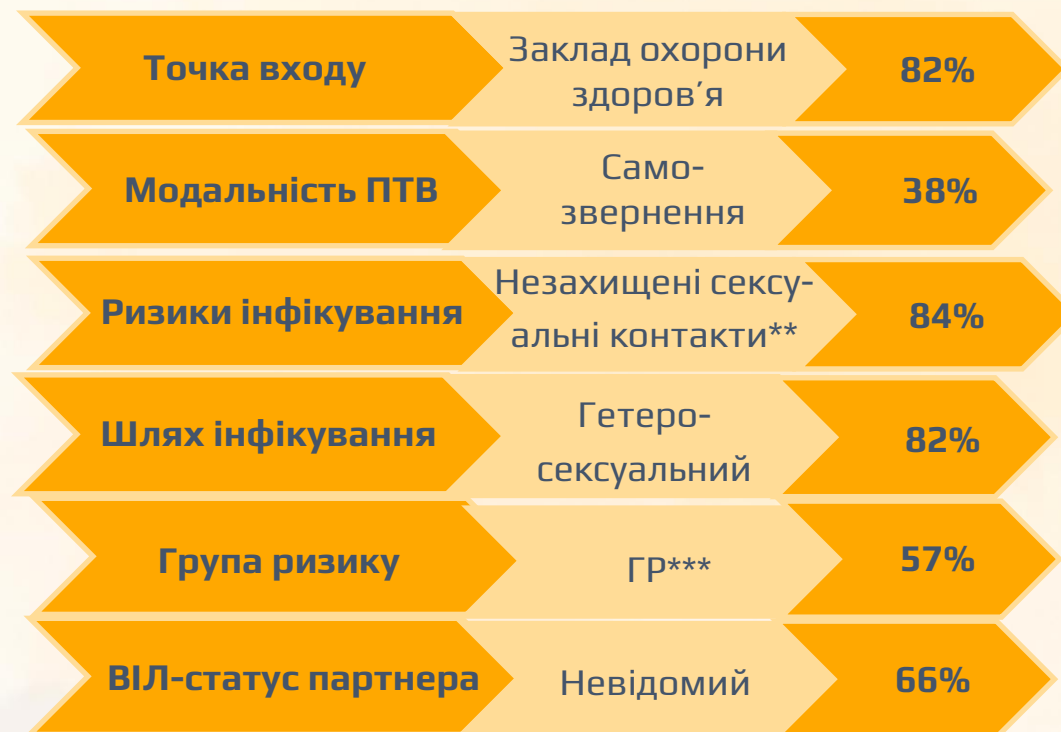 Точка входу
Заклад охорони
здоров′я
82%
Модальність ПТВ
Само-
звернення
38%
Ризики інфікування
Незахищені сексу-
альні контакти**
84%
Шлях інфікування
Гетеро-
сексуальний
82%
Група ризику
ГР***
57%
ВІЛ-статус партнера
Невідомий
66%